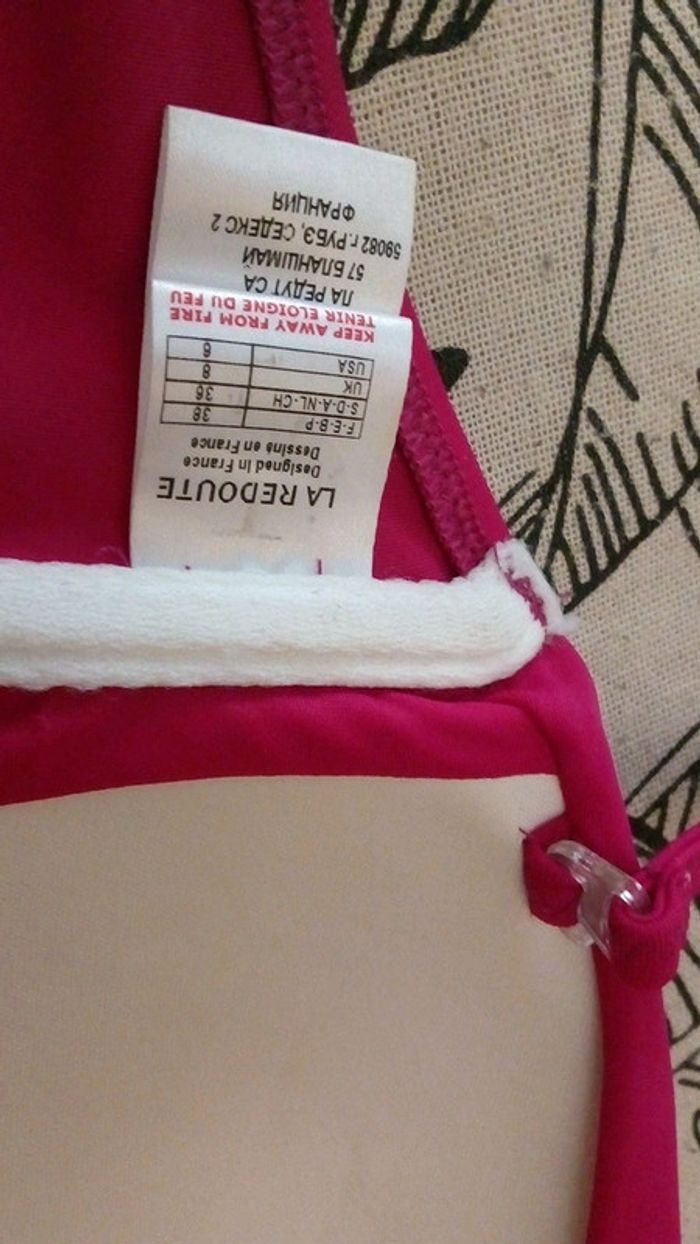 LA REDOUTE
Designed in France
Dessiné en France
F-E-B-P 38
S-D-A-NL-CH 36
UK 8
USA 6
KEEP AWAY FROM FIRE
TENIR ELOIGNE DU FEU
ЛА РЕДУТ СА
57 БЛАНШМАЙ
59082 г.РУБЭ, СЕДЕКС 2
ФРАНЦИЯ